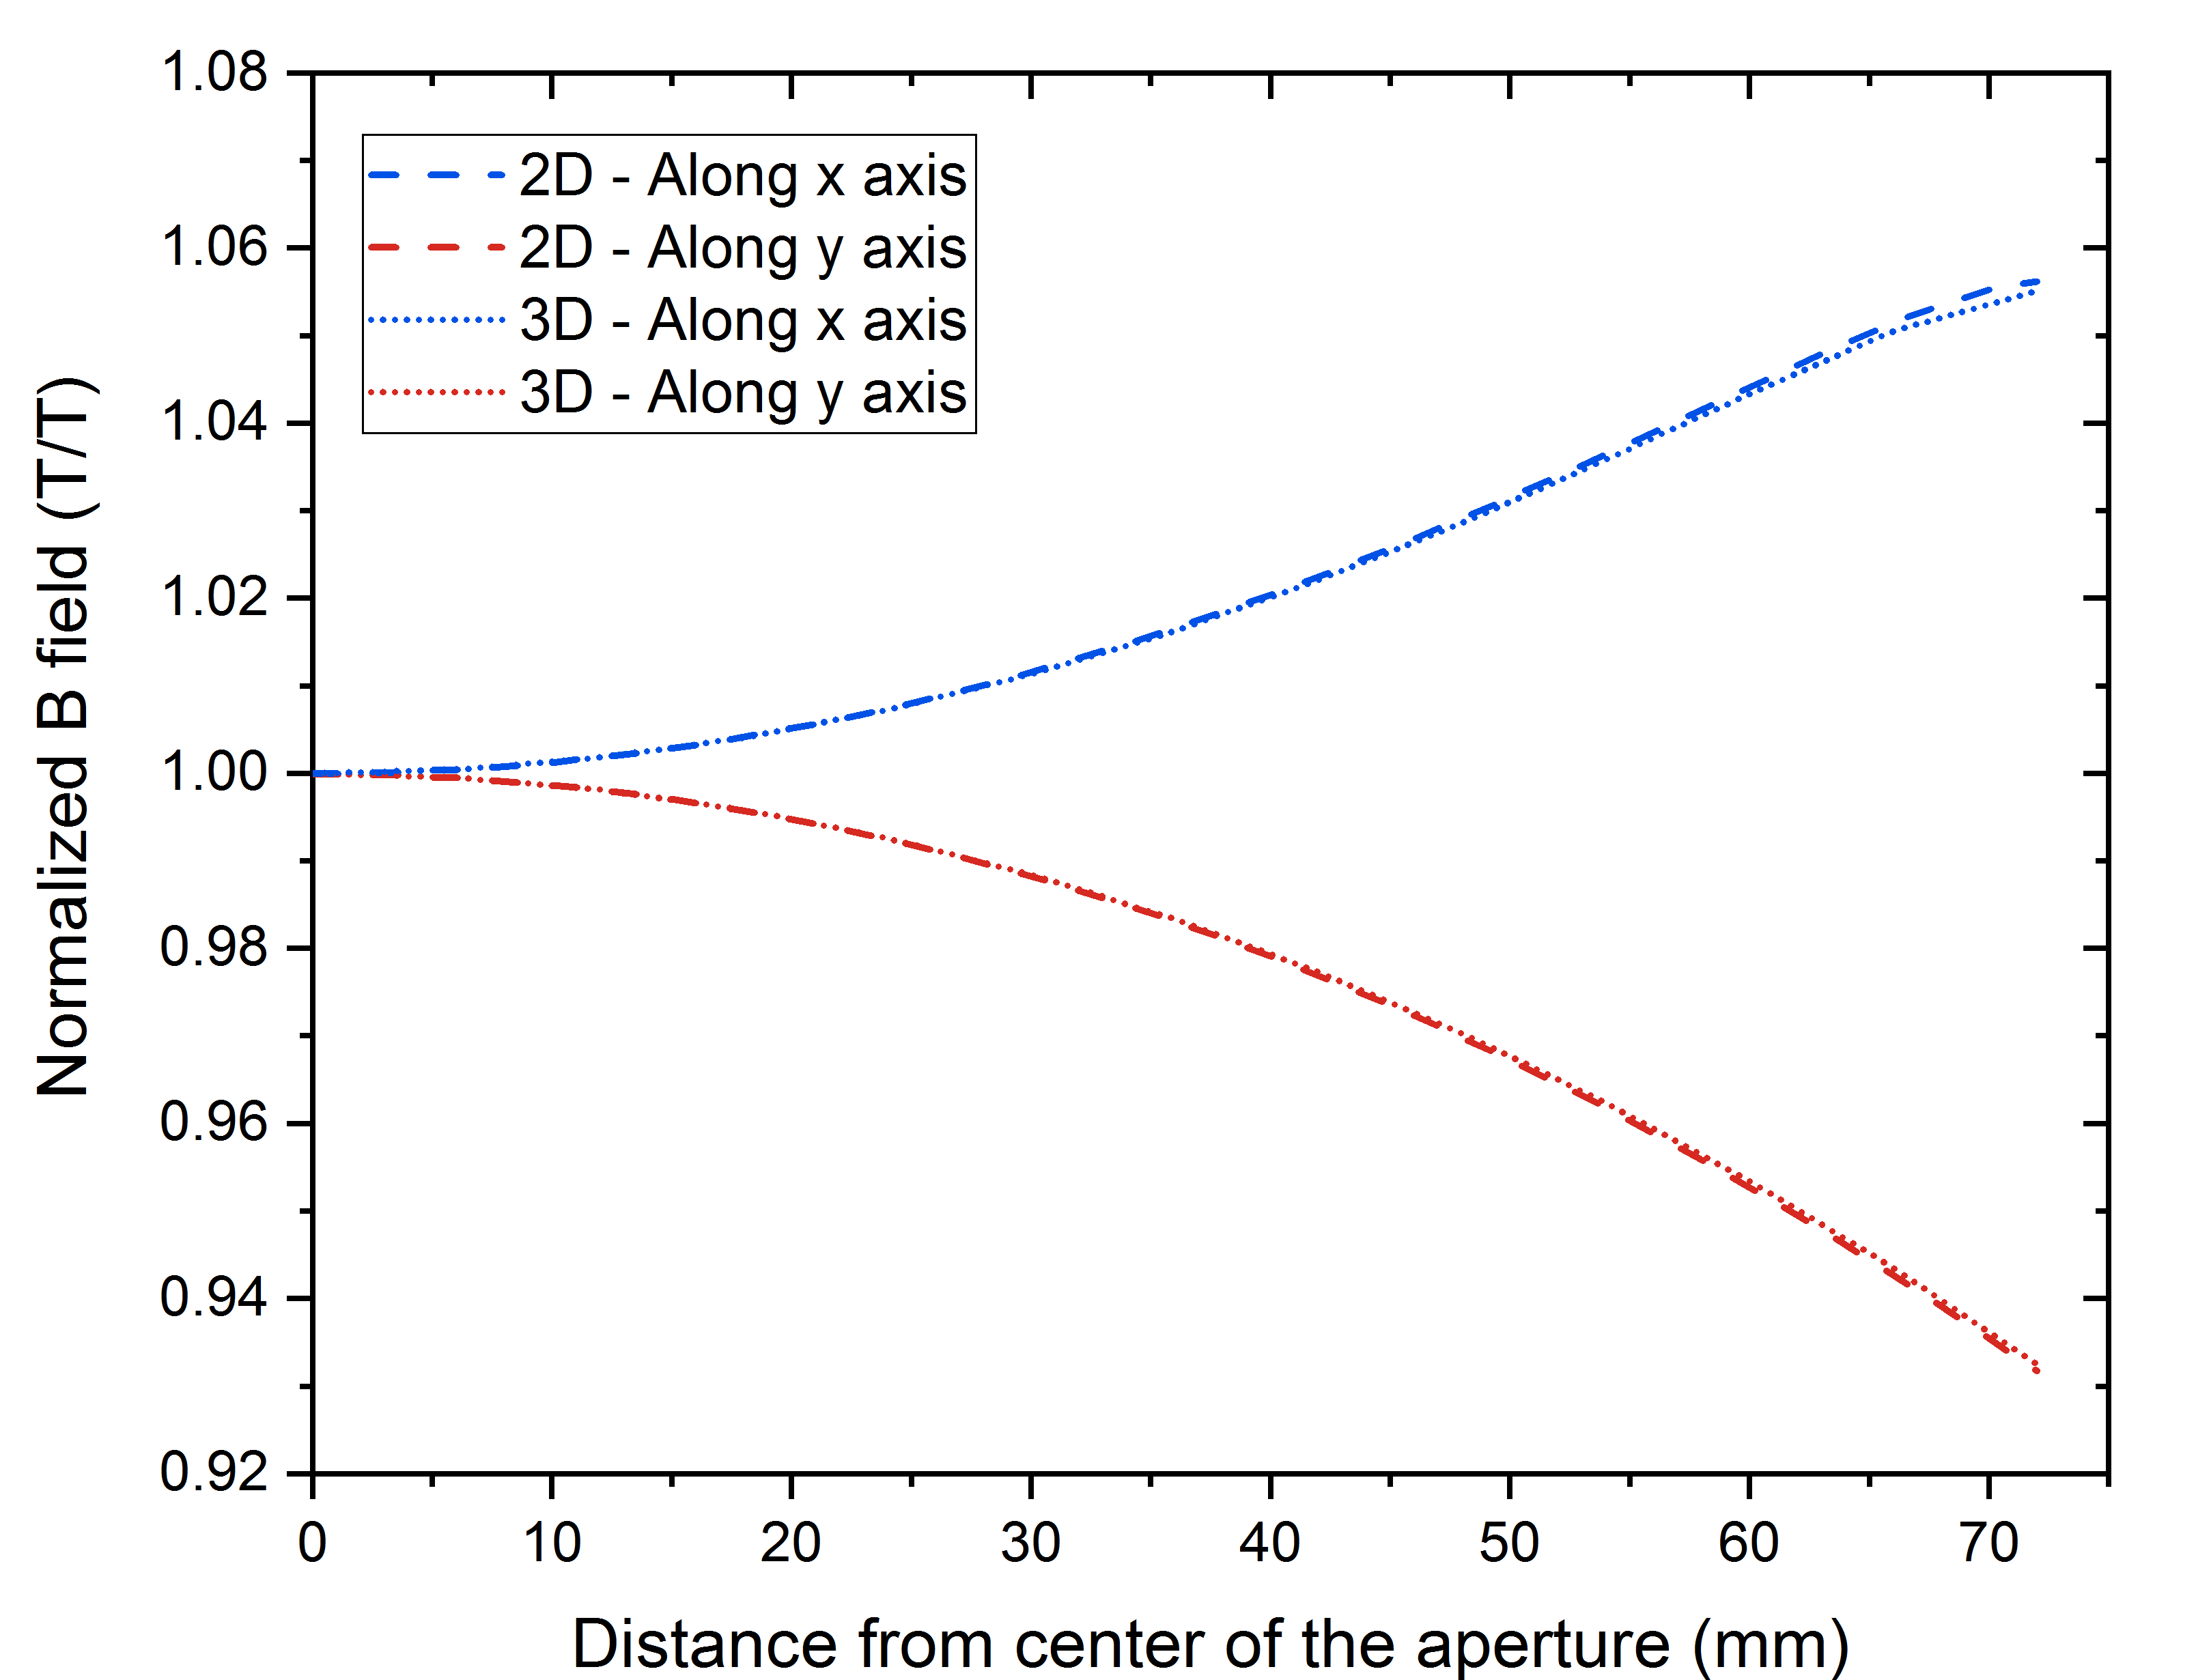 1.08
1.06
1.04
1.02
1.00
0.98
0.96
0.94
0.92
Normalized B field (T/T)
2D - Along x axis
2D - Along y axis
3D - Along x axis
3D - Along y axis
0 10 20 30 40 50 60 70
Distance from center of the aperture (mm)